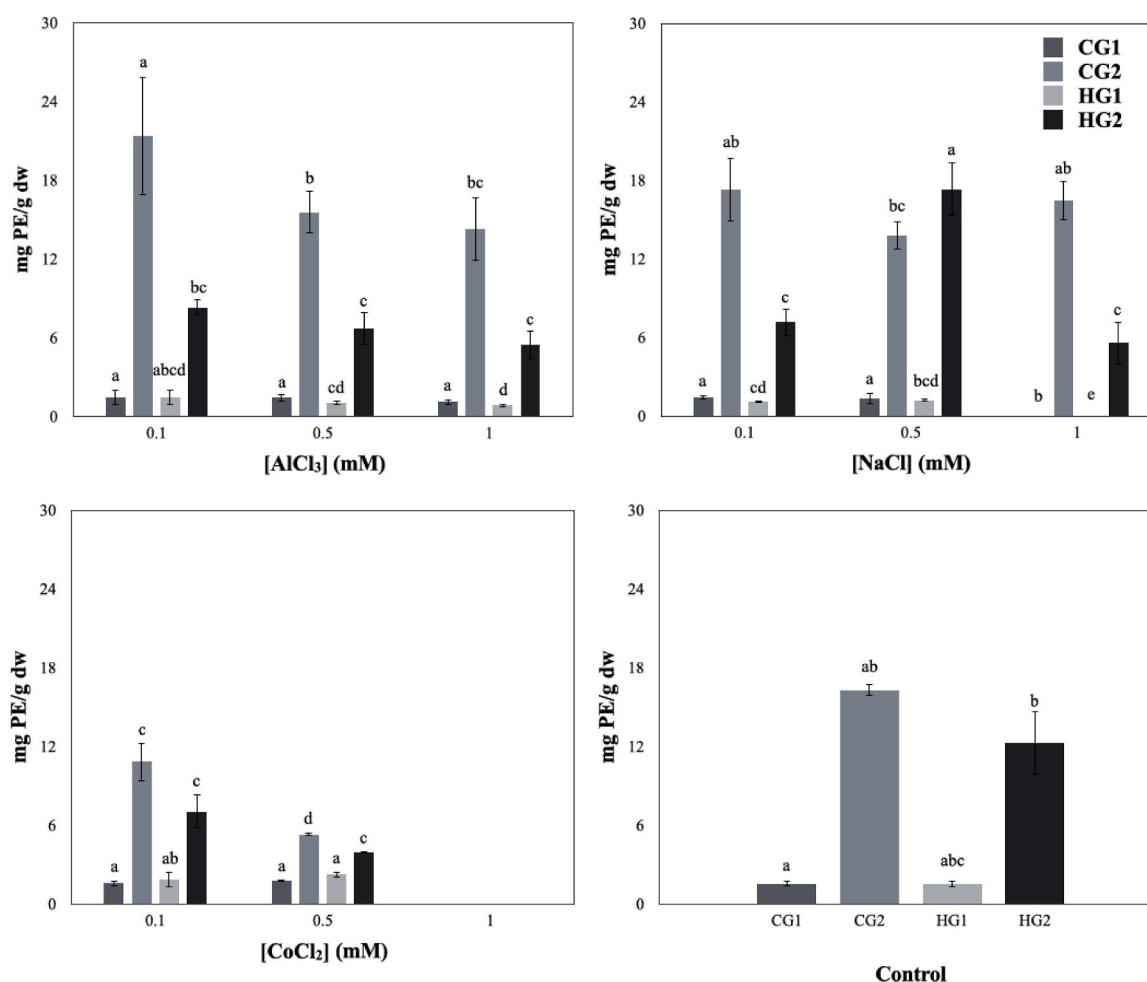 30
24
18
12
6
0
mg PE/g dw
a
b
bc
bc
c
c
a
abcd
a
cd
a
d
0.1
0.5
1
[AlCl₃] (mM)
30
24
18
12
6
0
mg PE/g dw
CG1
CG2
HG1
HG2
ab
a
ab
bc
c
c
a
cd
a
bcd
b
e
0.1
0.5
1
[NaCl] (mM)
30
24
18
12
6
0
mg PE/g dw
c
c
d
c
a
ab
a
a
0.1
0.5
1
[CoCl₂] (mM)
30
24
18
12
6
0
mg PE/g dw
ab
b
a
abc
CG1
CG2
HG1
HG2
Control